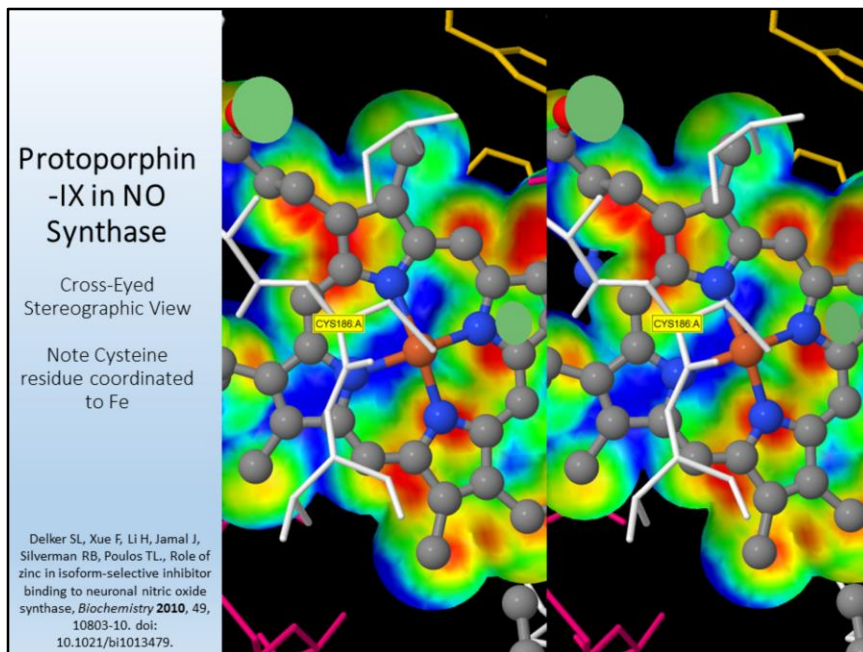 Protoporphin
-IX in NO
Synthase
Cross-Eyed
Stereographic View
Note Cysteine
residue coordinated
to Fe
Delker SL, Xue F, Li H, Jamal J,
Silverman RB, Poulos TL., Role of
zinc in isoform-selective inhibitor
binding to neuronal nitric oxide
synthase, Biochemistry 2010, 49,
10803-10. doi:
10.1021/bi1013479.
CYS186:A
CYS186:A